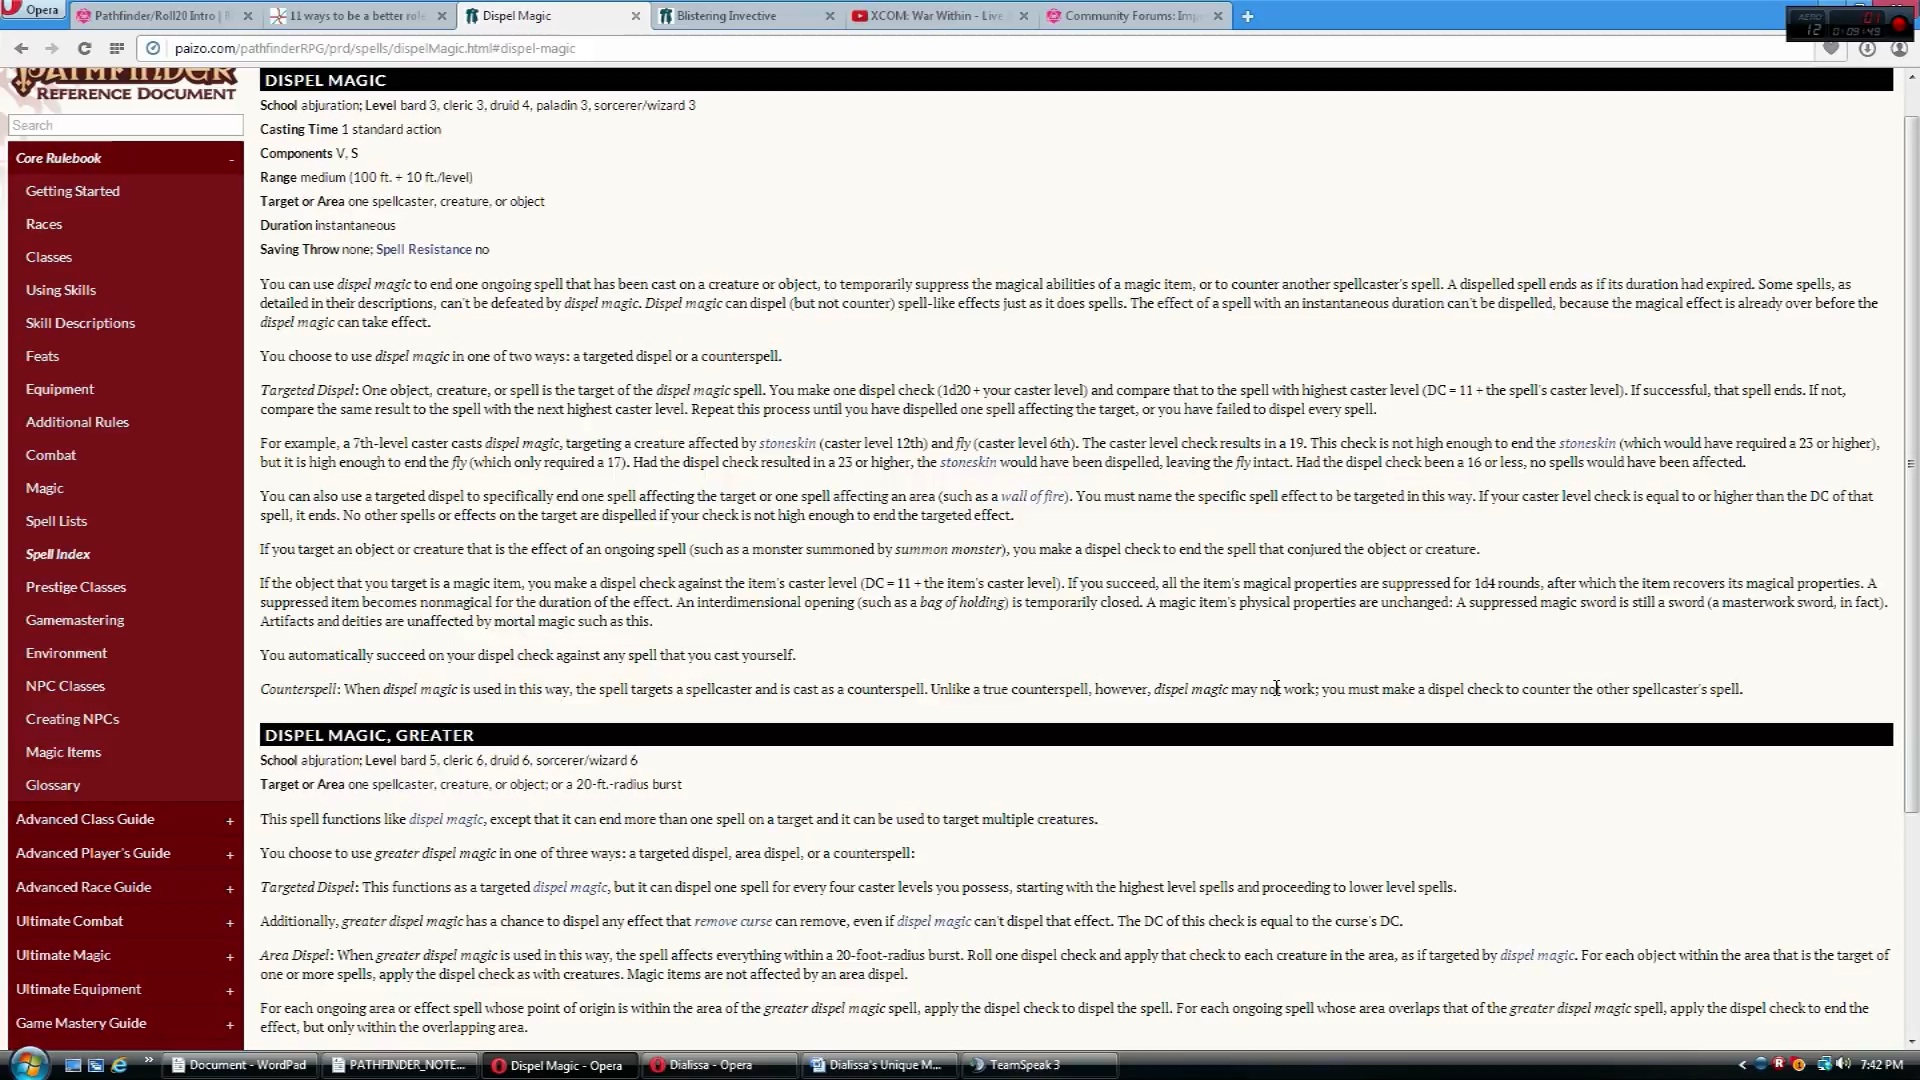 Opera
Pathfinder/Roll20 Intro |
11 ways to be a better role
Dispel Magic
Blistering Invective
XCOM: War Within - Live
Community Forums: Imp
paizo.com/pathfinderRPG/prd/spells/dispelMagic.html#dispel-magic
12 01 0:09:49
PATHFINDER
REFERENCE DOCUMENT
Search
Core Rulebook -
Getting Started
Races
Classes
Using Skills
Skill Descriptions
Feats
Equipment
Additional Rules
Combat
Magic
Spell Lists
Spell Index
Prestige Classes
Gamemastering
Environment
NPC Classes
Creating NPCs
Magic Items
Glossary
Advanced Class Guide +
Advanced Player's Guide +
Advanced Race Guide +
Ultimate Combat +
Ultimate Magic +
Ultimate Equipment +
Game Mastery Guide +
DISPEL MAGIC
School abjuration; Level bard 3, cleric 3, druid 4, paladin 3, sorcerer/wizard 3
Casting Time 1 standard action
Components V, S
Range medium (100 ft. + 10 ft./level)
Target or Area one spellcaster, creature, or object
Duration instantaneous
Saving Throw none; Spell Resistance no
You can use dispel magic to end one ongoing spell that has been cast on a creature or object, to temporarily suppress the magical abilities of a magic item, or to counter another spellcaster's spell. A dispelled spell ends as if its duration had expired. Some spells, as
detailed in their descriptions, can't be defeated by dispel magic. Dispel magic can dispel (but not counter) spell-like effects just as it does spells. The effect of a spell with an instantaneous duration can't be dispelled, because the magical effect is already over before the
dispel magic can take effect.
You choose to use dispel magic in one of two ways: a targeted dispel or a counterspell.
Targeted Dispel: One object, creature, or spell is the target of the dispel magic spell. You make one dispel check (1d20 + your caster level) and compare that to the spell with highest caster level (DC = 11 + the spell's caster level). If successful, that spell ends. If not,
compare the same result to the spell with the next highest caster level. Repeat this process until you have dispelled one spell affecting the target, or you have failed to dispel every spell.
For example, a 7th-level caster casts dispel magic, targeting a creature affected by stoneskin (caster level 12th) and fly (caster level 6th). The caster level check results in a 19. This check is not high enough to end the stoneskin (which would have required a 23 or higher),
but it is high enough to end the fly (which only required a 17). Had the dispel check resulted in a 23 or higher, the stoneskin would have been dispelled, leaving the fly intact. Had the dispel check been a 16 or less, no spells would have been affected.
You can also use a targeted dispel to specifically end one spell affecting the target or one spell affecting an area (such as a wall of fire). You must name the specific spell effect to be targeted in this way. If your caster level check is equal to or higher than the DC of that
spell, it ends. No other spells or effects on the target are dispelled if your check is not high enough to end the targeted effect.
If you target an object or creature that is the effect of an ongoing spell (such as a monster summoned by summon monster), you make a dispel check to end the spell that conjured the object or creature.
If the object that you target is a magic item, you make a dispel check against the item's caster level (DC = 11 + the item's caster level). If you succeed, all the item's magical properties are suppressed for 1d4 rounds, after which the item recovers its magical properties. A
suppressed item becomes nonmagical for the duration of the effect. An interdimensional opening (such as a bag of holding) is temporarily closed. A magic item's physical properties are unchanged: A suppressed magic sword is still a sword (a masterwork sword, in fact).
Artifacts and deities are unaffected by mortal magic such as this.
You automatically succeed on your dispel check against any spell that you cast yourself.
Counterspell: When dispel magic is used in this way, the spell targets a spellcaster and is cast as a counterspell. Unlike a true counterspell, however, dispel magic may not work; you must make a dispel check to counter the other spellcaster's spell.
DISPEL MAGIC, GREATER
School abjuration; Level bard 5, cleric 6, druid 6, sorcerer/wizard 6
Target or Area one spellcaster, creature, or object; or a 20-ft.-radius burst
This spell functions like dispel magic, except that it can end more than one spell on a target and it can be used to target multiple creatures.
You choose to use greater dispel magic in one of three ways: a targeted dispel, area dispel, or a counterspell:
Targeted Dispel: This functions as a targeted dispel magic, but it can dispel one spell for every four caster levels you possess, starting with the highest level spells and proceeding to lower level spells.
Additionally, greater dispel magic has a chance to dispel any effect that remove curse can remove, even if dispel magic can't dispel that effect. The DC of this check is equal to the curse's DC.
Area Dispel: When greater dispel magic is used in this way, the spell affects everything within a 20-foot-radius burst. Roll one dispel check and apply that check to each creature in the area, as if targeted by dispel magic. For each object within the area that is the target of
one or more spells, apply the dispel check as with creatures. Magic items are not affected by an area dispel.
For each ongoing area or effect spell whose point of origin is within the area of the greater dispel magic spell, apply the dispel check to dispel the spell. For each ongoing spell whose area overlaps that of the greater dispel magic spell, apply the dispel check to end the
effect, but only within the overlapping area.
Document - WordPad
PATHFINDER_NOTE...
Dispel Magic - Opera
Dialissa - Opera
Dialissa's Unique M...
TeamSpeak 3
7:42 PM